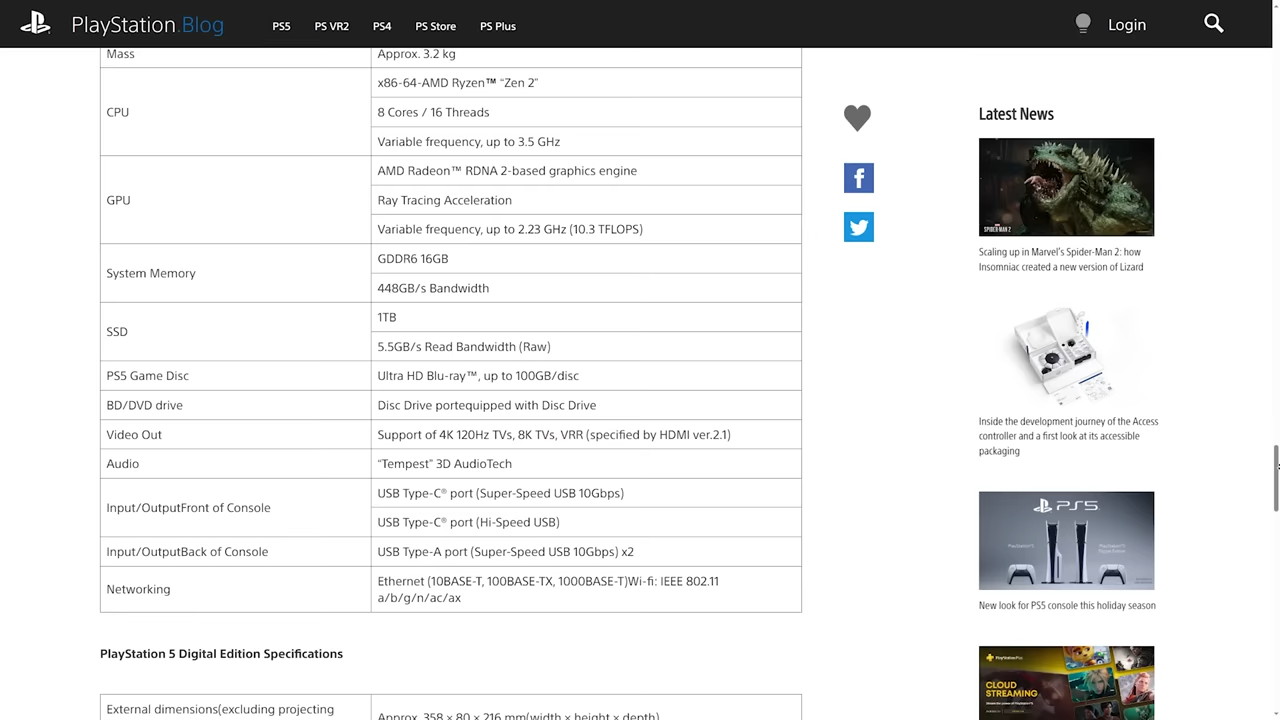 PlayStation.Blog
PS5
PS VR2
PS4
PS Store
PS Plus
Login
Mass
Approx. 3.2 kg
CPU
x86-64-AMD Ryzen™ “Zen 2”
8 Cores / 16 Threads
Variable frequency, up to 3.5 GHz
GPU
AMD Radeon™ RDNA 2-based graphics engine
Ray Tracing Acceleration
Variable frequency, up to 2.23 GHz (10.3 TFLOPS)
System Memory
GDDR6 16GB
448GB/s Bandwidth
SSD
1TB
5.5GB/s Read Bandwidth (Raw)
PS5 Game Disc
Ultra HD Blu-ray™, up to 100GB/disc
BD/DVD drive
Disc Drive portequipped with Disc Drive
Video Out
Support of 4K 120Hz TVs, 8K TVs, VRR (specified by HDMI ver.2.1)
Audio
“Tempest” 3D AudioTech
Input/OutputFront of Console
USB Type-C® port (Super-Speed USB 10Gbps)
USB Type-C® port (Hi-Speed USB)
Input/OutputBack of Console
USB Type-A port (Super-Speed USB 10Gbps) x2
Networking
Ethernet (10BASE-T, 100BASE-TX, 1000BASE-T)Wi-fi: IEEE 802.11
a/b/g/n/ac/ax
PlayStation 5 Digital Edition Specifications
External dimensions(excluding projecting
Approx. 358 × 80 × 216 mm(width × height × depth)
Latest News
SPIDER-MAN 2
Scaling up in Marvel’s Spider-Man 2: how
Insomniac created a new version of Lizard
Inside the development journey of the Access
controller and a first look at its accessible
packaging
PS5
New look for PS5 console this holiday season
PlayStation.Plus
CLOUD
STREAMING